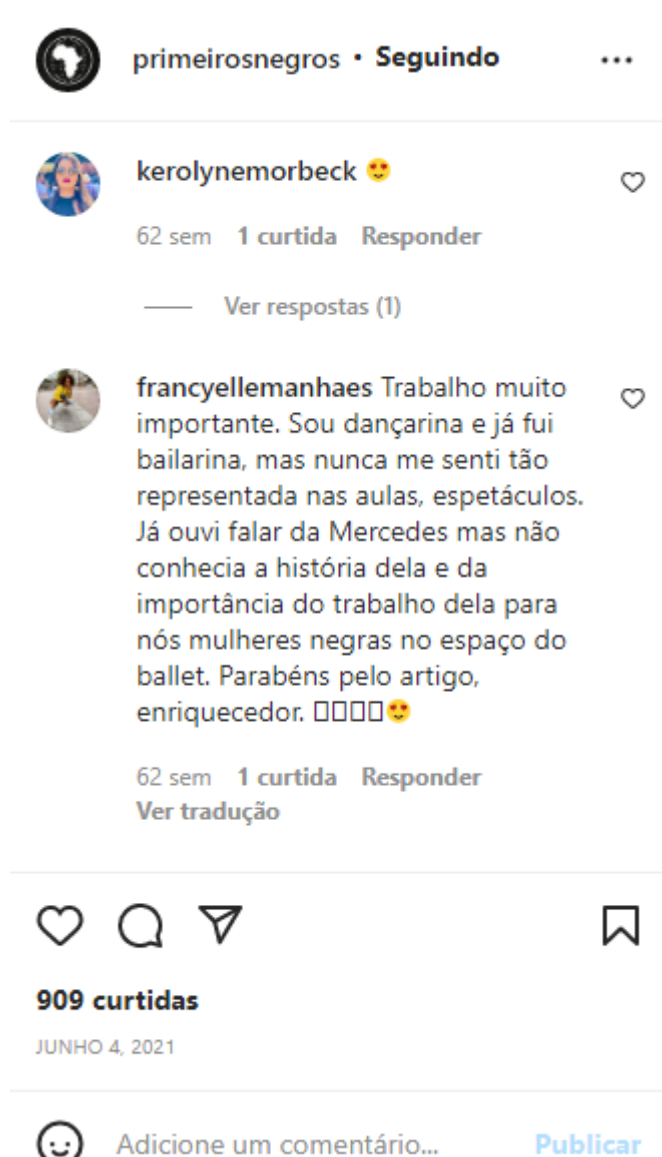 primeirosnegros • Seguindo
kerolynemorbeck 😍
62 sem 1 curtida Responder
Ver respostas (1)
francyellemanhaes Trabalho muito
importante. Sou dançarina e já fui
bailarina, mas nunca me senti tão
representada nas aulas, espetáculos.
Já ouvi falar da Mercedes mas não
conhecia a história dela e da
importância do trabalho dela para
nós mulheres negras no espaço do
ballet. Parabéns pelo artigo,
enriquecedor. □□□□😍
62 sem 1 curtida Responder
Ver tradução
909 curtidas
JUNHO 4, 2021
Adicione um comentário... Publicar